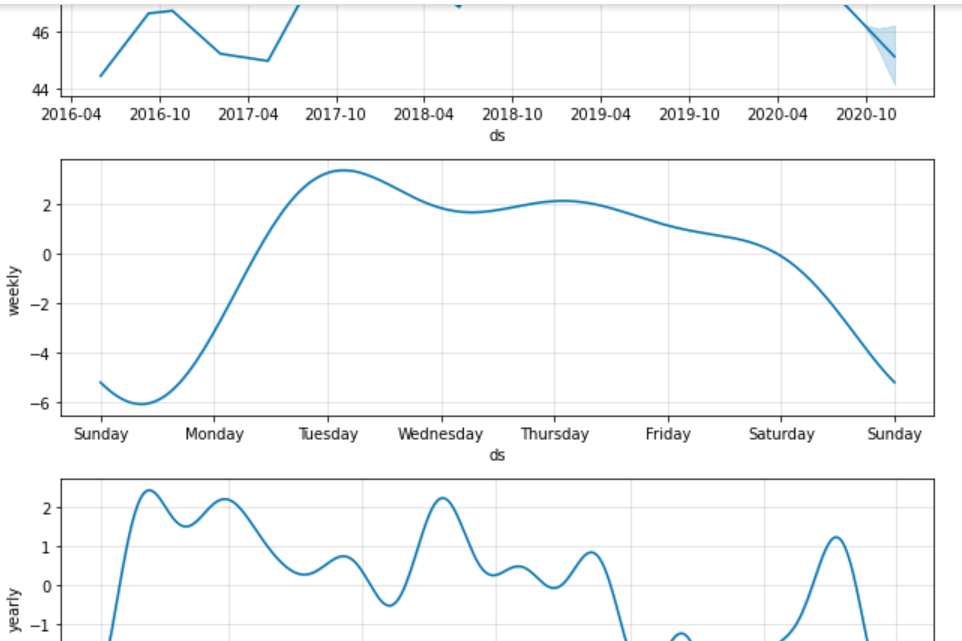 46
44
2016-04 2016-10 2017-04 2017-10 2018-04 2018-10 2019-04 2019-10 2020-04 2020-10
ds
weekly
2
0
−2
−4
−6
Sunday Monday Tuesday Wednesday Thursday Friday Saturday Sunday
ds
yearly
2
1
0
−1